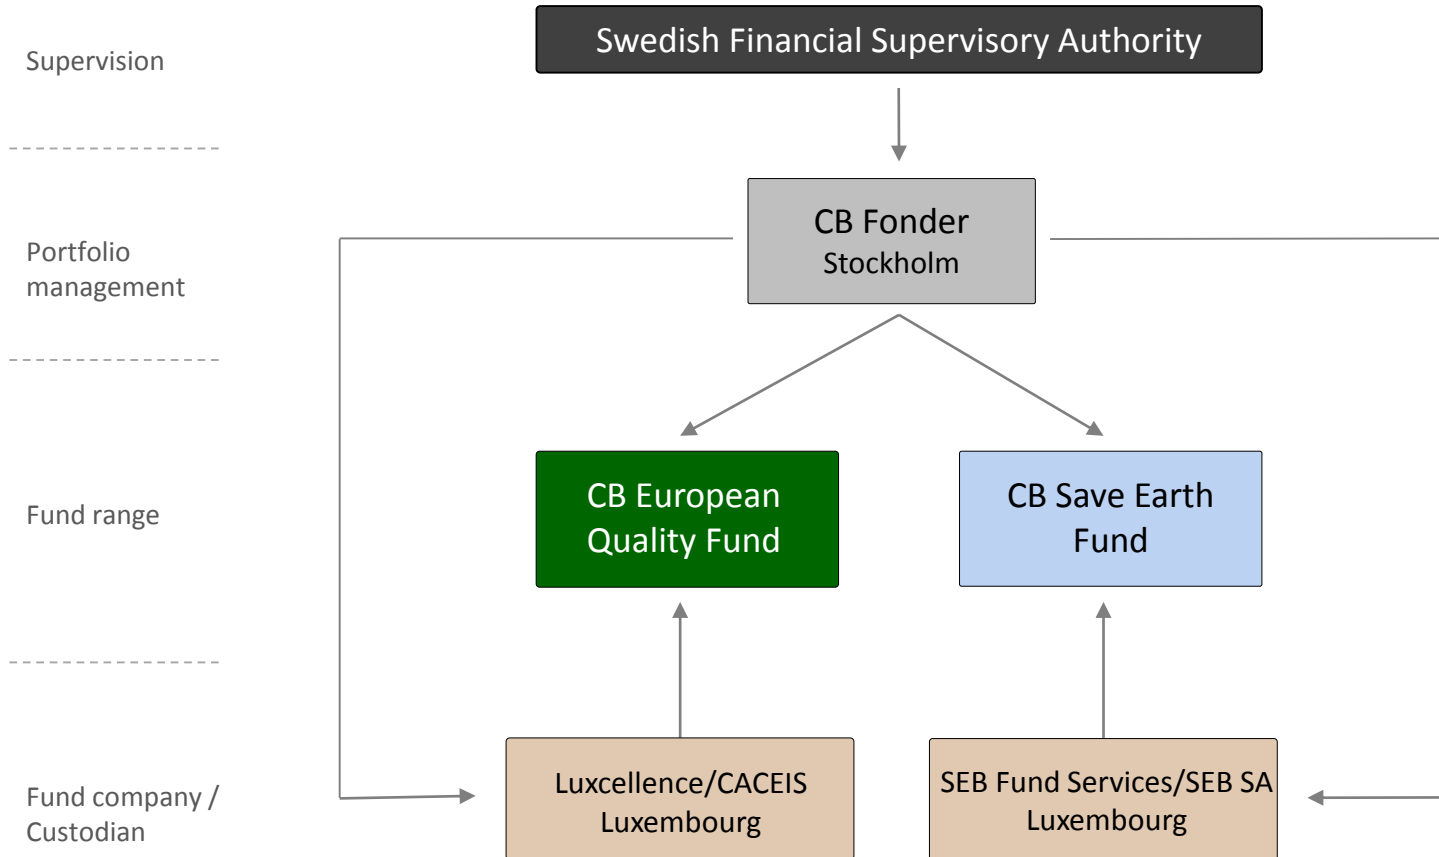 Supervision
Swedish Financial Supervisory Authority
Portfolio
management
CB Fonder
Stockholm
Fund range
CB European
Quality Fund
CB Save Earth
Fund
Fund company /
Custodian
Luxcellence/CACEIS
Luxembourg
SEB Fund Services/SEB SA
Luxembourg